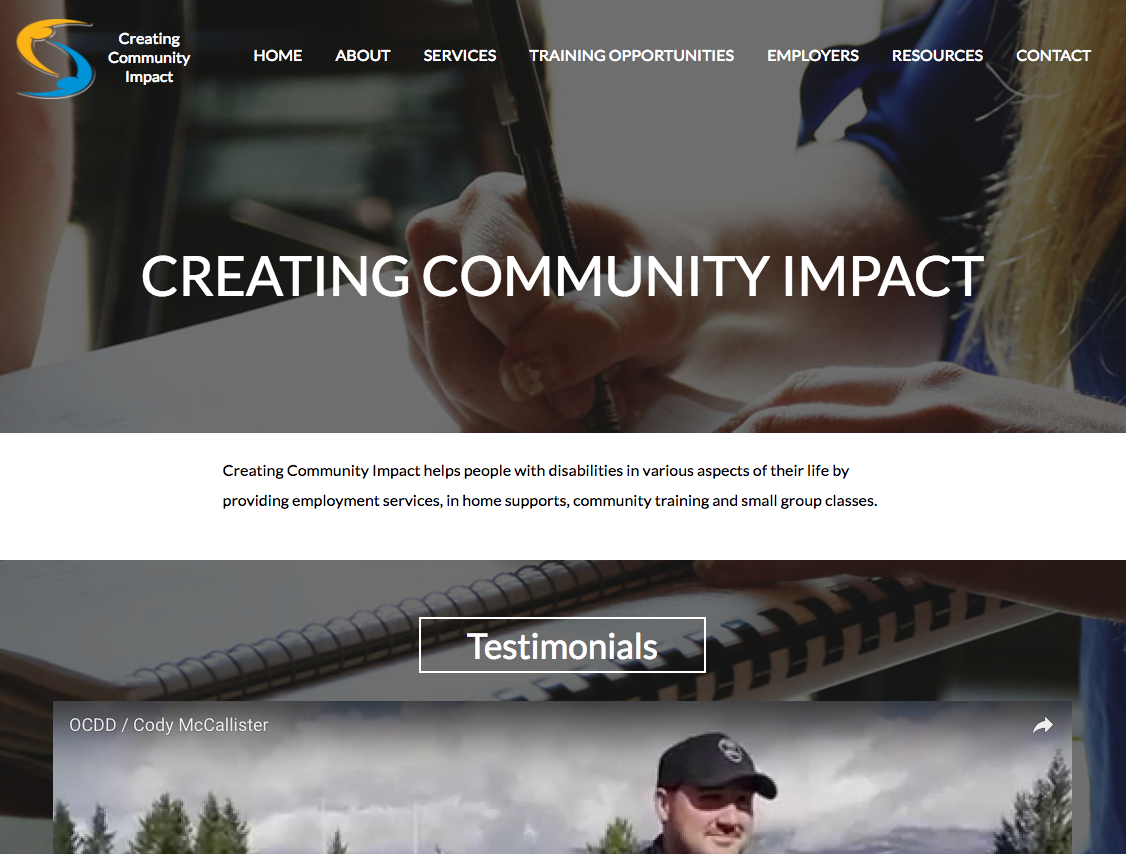 Creating
Community
Impact
HOME ABOUT SERVICES TRAINING OPPORTUNITIES EMPLOYERS RESOURCES CONTACT
CREATING COMMUNITY IMPACT
Creating Community Impact helps people with disabilities in various aspects of their life by
providing employment services, in home supports, community training and small group classes.
Testimonials
OCDD / Cody McCallister